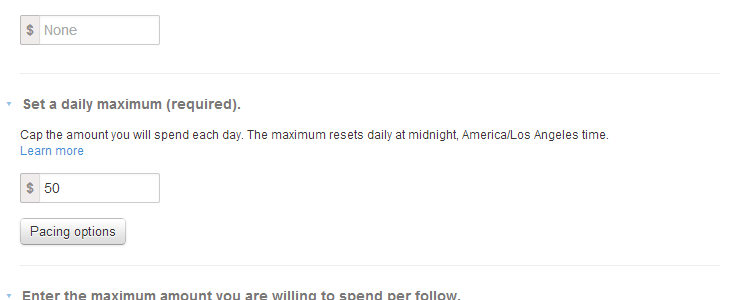 $ None
Set a daily maximum (required).
Cap the amount you will spend each day. The maximum resets daily at midnight, America/Los Angeles time.
Learn more
$ 50
Pacing options
Enter the maximum amount you are willing to spend per follow.